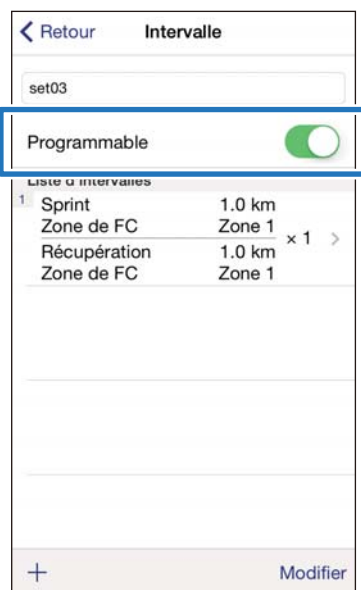 Retour Intervalle
set03
Programmable
Liste d'intervalles
1 Sprint 1.0 km
Zone de FC Zone 1
× 1
Récupération 1.0 km
Zone de FC Zone 1
+ Modifier